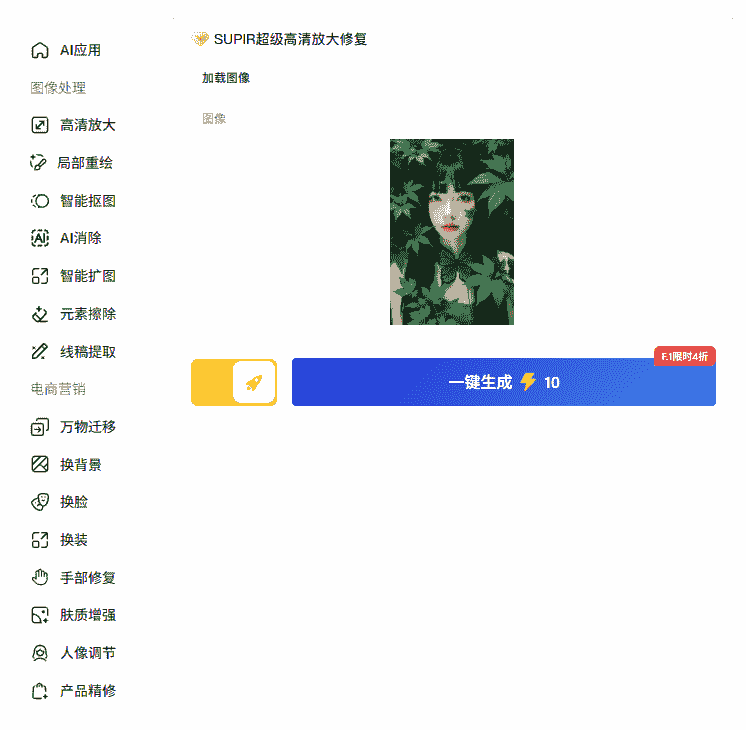 AI应用
图像处理
高清放大
局部重绘
智能抠图
AI消除
智能扩图
元素擦除
线稿提取
电商营销
万物迁移
换背景
换脸
换装
手部修复
肤质增强
人像调节
产品精修
SUPIR超级高清放大修复
加载图像
图像
F.1限时4折
一键生成 10